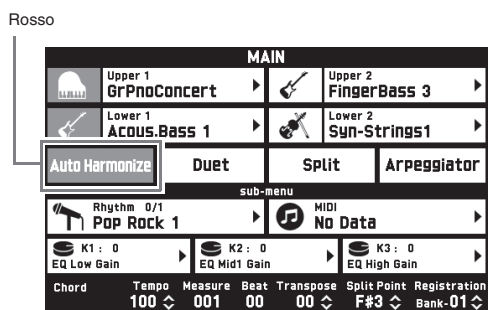 Rosso
MAIN
Upper 1
GrPnoConcert
Upper 2
FingerBass 3
Lower 1
Acous.Bass 1
Lower 2
Syn-Strings1
Auto Harmonize Duet Split Arpeggiator
sub-menu
Rhythm 0/1
Pop Rock 1
MIDI
No Data
K1 : 0
EQ Low Gain
K2 : 0
EQ Mid1 Gain
K3 : 0
EQ High Gain
Chord Tempo Measure Beat Transpose Split Point Registration
100 001 00 00 F#3 Bank-01